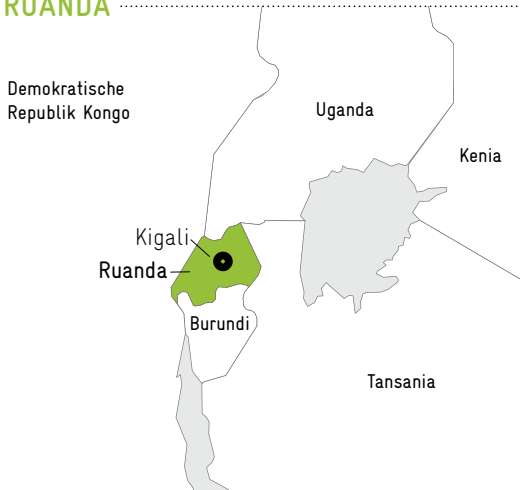 RUANDA
Demokratische
Republik Kongo
Uganda
Kenia
Kigali
Ruanda
Burundi
Tansania